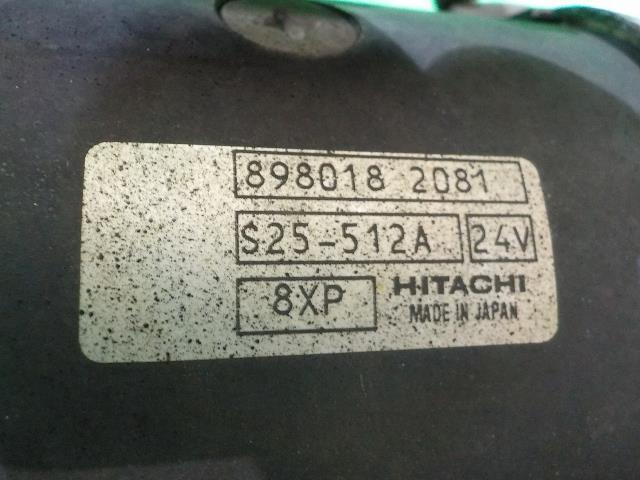 898018 2081
S25-512A 24V
8XP HITACHI
MADE IN JAPAN